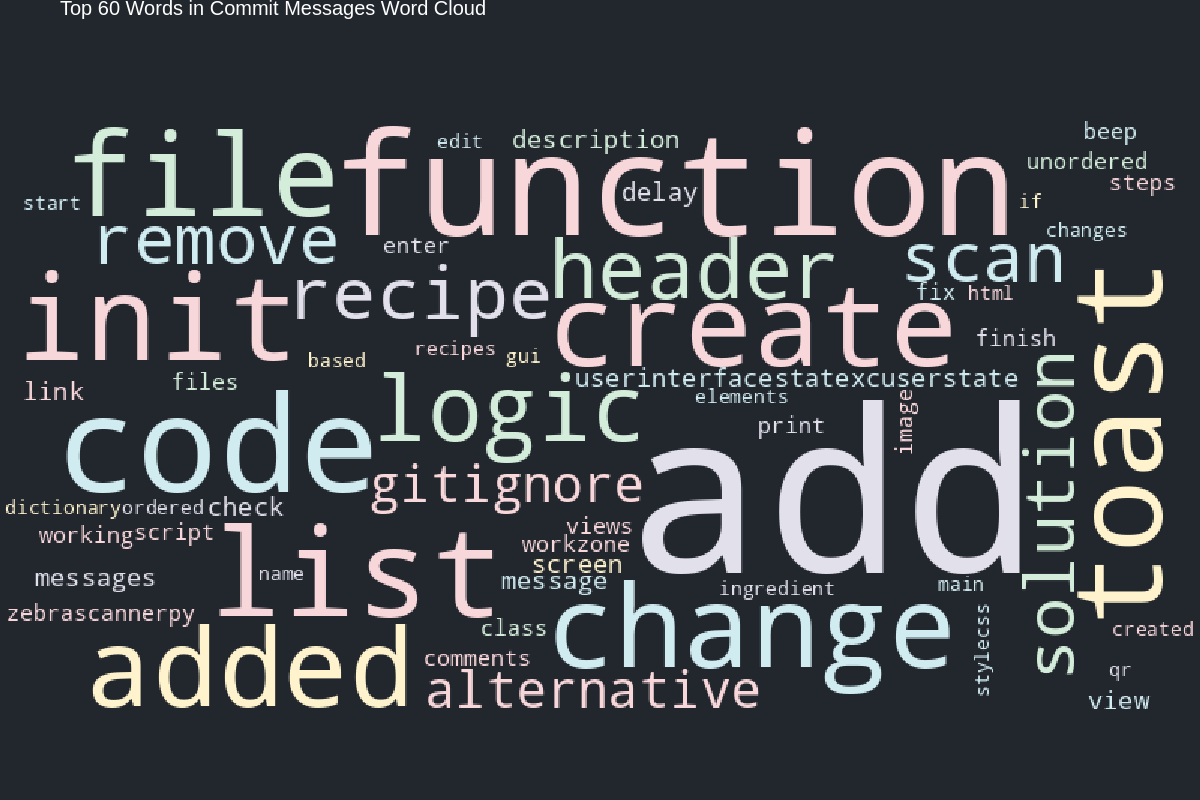 Top 60 Words in Commit Messages Word Cloud
beep
edit
description
file
function
unordered
steps
delay
start
if
changes
remove
enter
header
scan
recipe
init
fix
html
toast
create
finish
recipes
gui
based
userinterfacestatexcuserstate
files
link
elements
logic
image
code
print
add
solution
gitignore
dictionary
ordered
check
working
script
views
workzone
screen
list
name
messages
message
ingredient
main
zebrascannerpy
change
class
created
stylecss
comments
added
alternative
qr
view